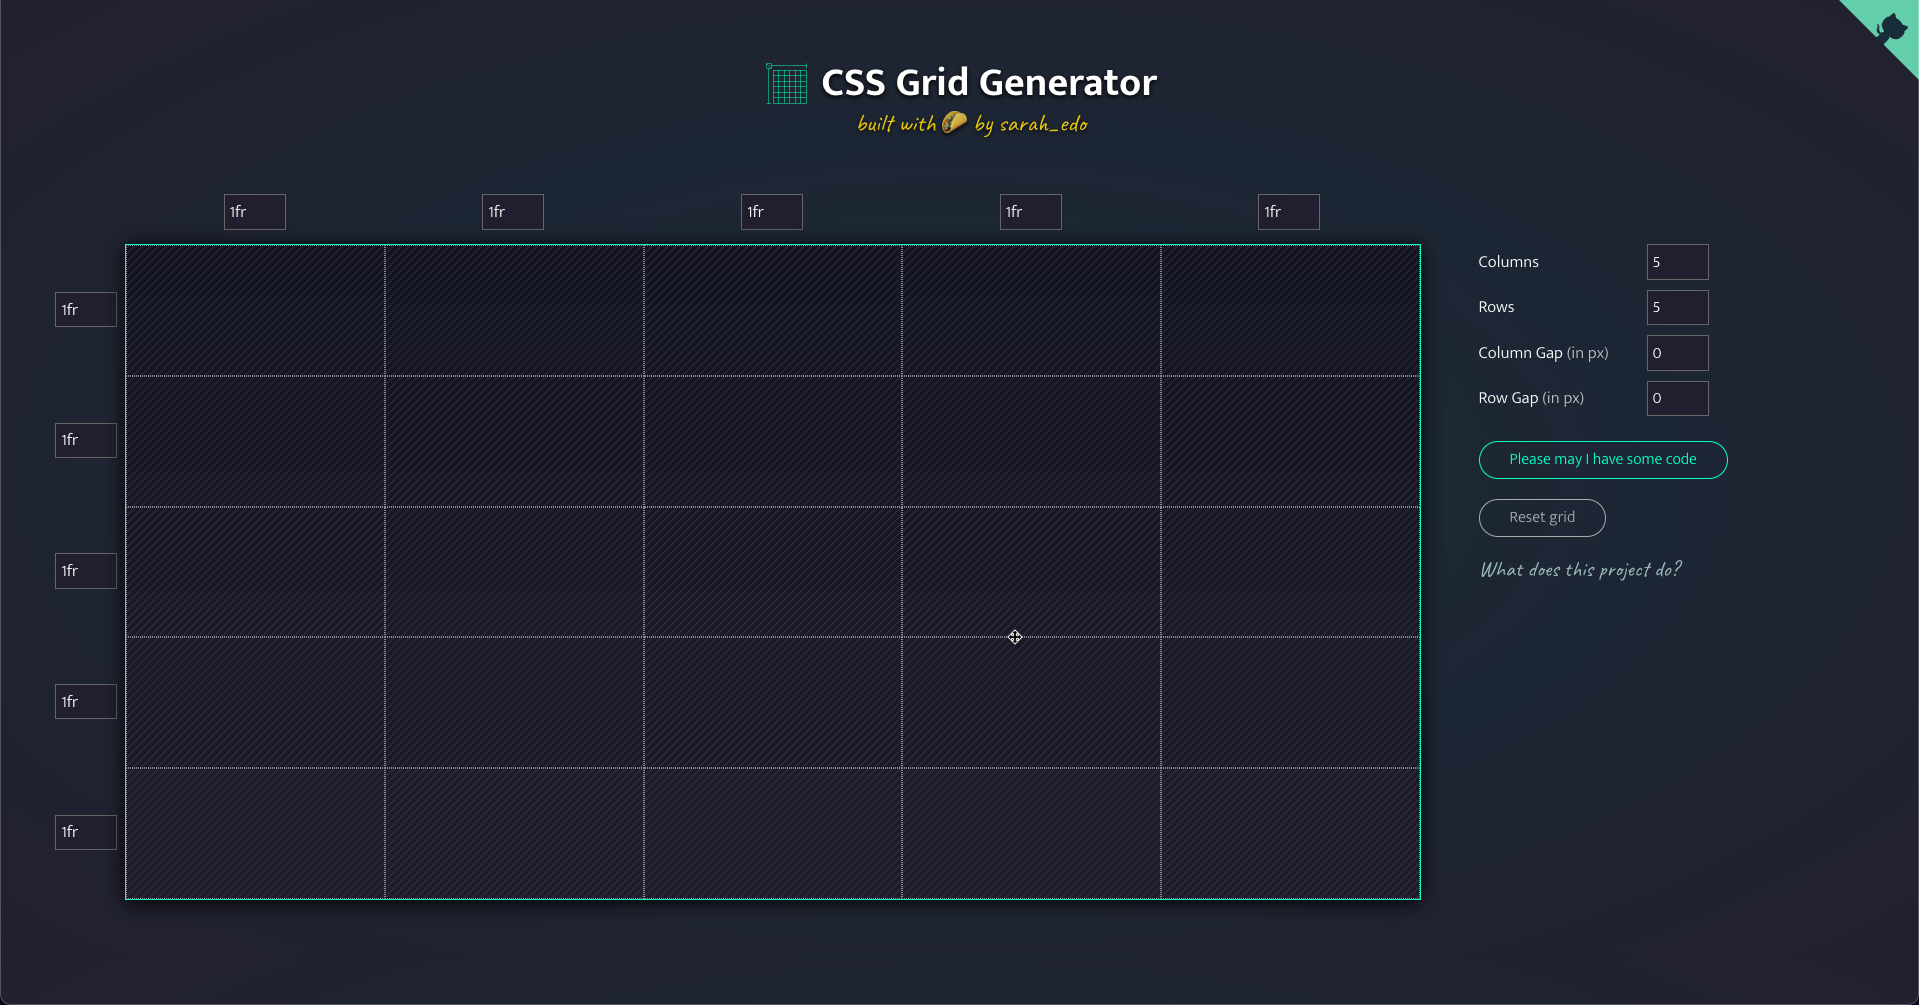 CSS Grid Generator
built with 🌮 by sarah_edo
1fr 1fr 1fr 1fr 1fr
1fr
1fr
1fr
1fr
1fr
Columns 5
Rows 5
Column Gap (in px) 0
Row Gap (in px) 0
Please may I have some code
Reset grid
What does this project do?